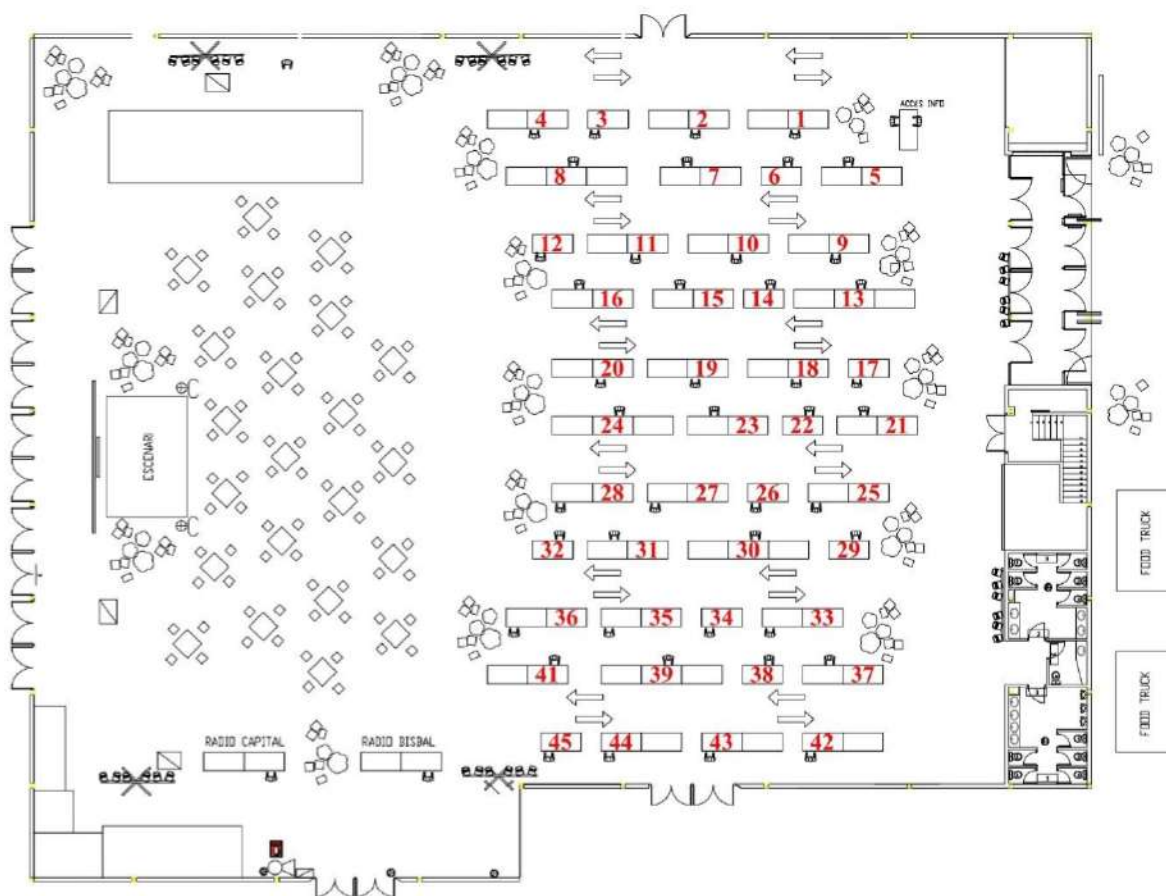 4 3 2 1
ACCÉS INFO
8 7 6 5
12 11 10 9
16 15 14 13
20 19 18 17
24 23 22 21
ESCENARI
28 27 26 25
32 31 30 29
FOOD TRUCK
36 35 34 33
41 39 38 37
FOOD TRUCK
RADIO CAPITAL
RADIO BISBAL
45 44 43 42